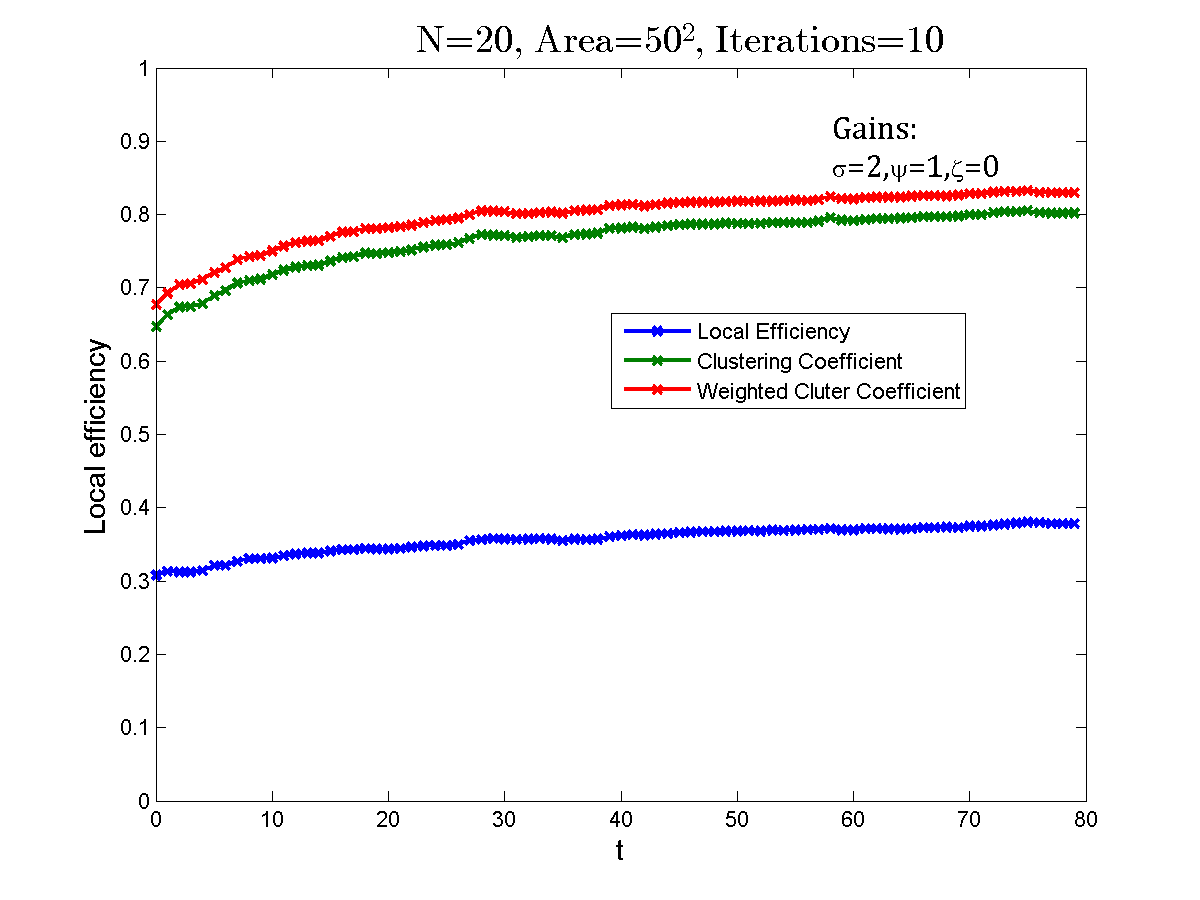 N=20, Area=50², Iterations=10
Gains:
σ=2,ψ=1,ζ=0
1
0.9
0.8
0.7
0.6
0.5
0.4
0.3
0.2
0.1
0
Local efficiency
Local Efficiency
Clustering Coefficient
Weighted Cluter Coefficient
0 10 20 30 40 50 60 70 80
t